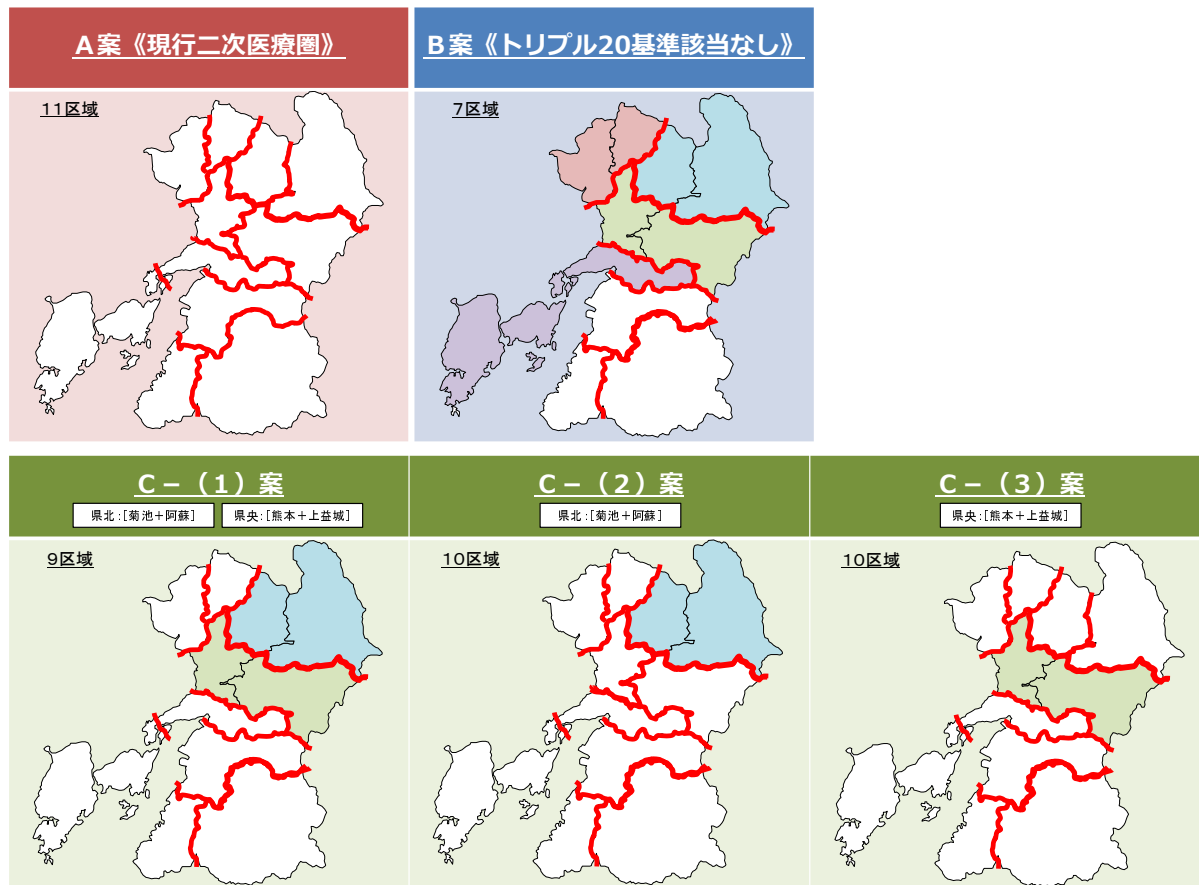 A案《現行二次医療圏》
B案《トリプル20基準該当なし》
11区域
7区域
C－（1）案
県北:[菊池＋阿蘇]
県央:[熊本＋上益城]
C－（2）案
県北:[菊池＋阿蘇]
C－（3）案
県央:[熊本＋上益城]
9区域
10区域
10区域